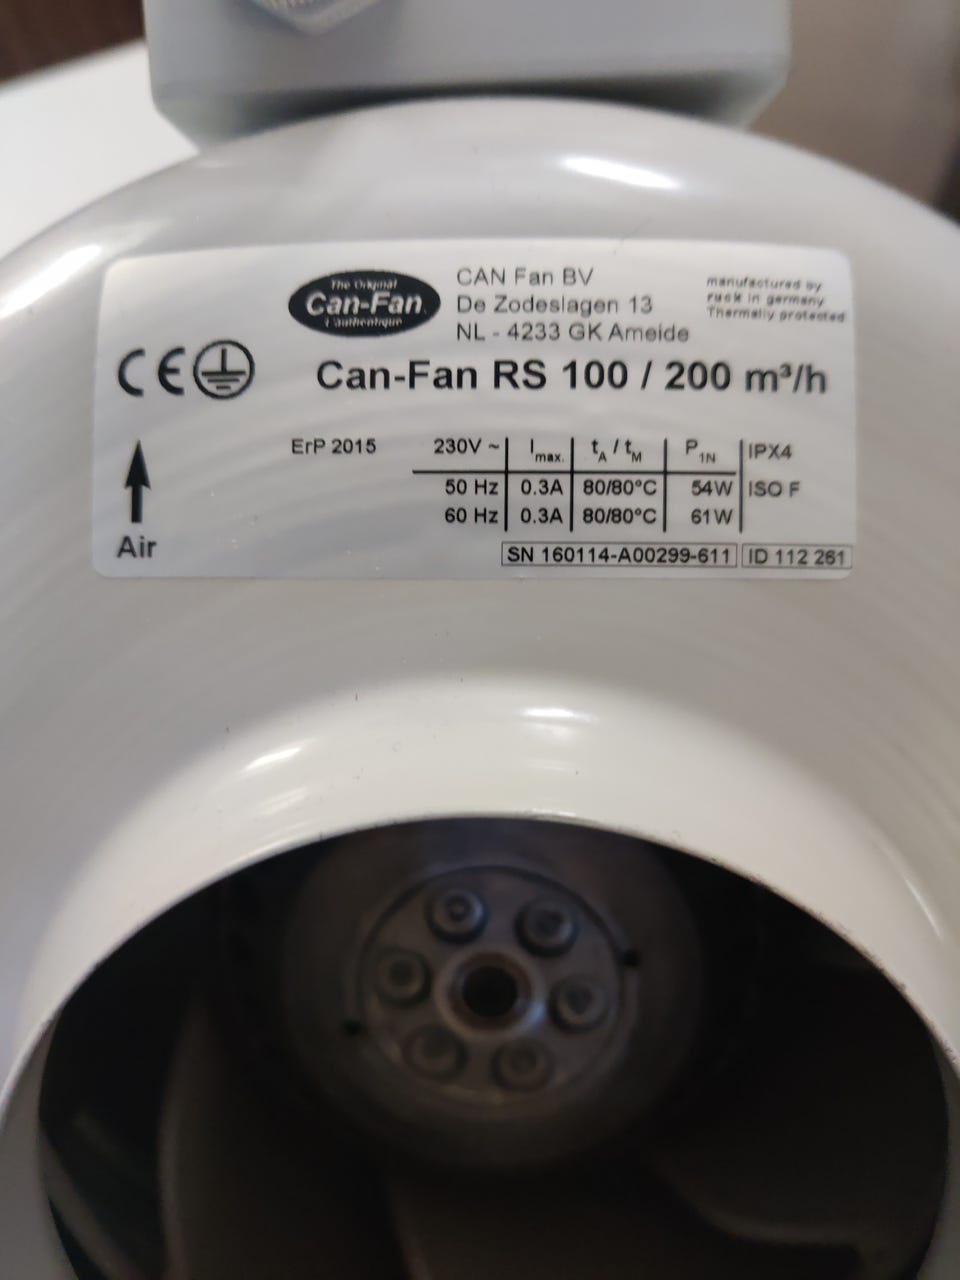 The Original
Can-Fan
l'authentique
CAN Fan BV
De Zodeslagen 13
NL - 4233 GK Ameide
manufactured by
ruck in germany
Thermally protected
CE
Can-Fan RS 100 / 200 m³/h
ErP 2015
230V ~ I max. tA / tM P1N IPX4
50 Hz 0.3A 80/80°C 54W ISO F
60 Hz 0.3A 80/80°C 61W
Air
SN 160114-A00299-611 ID 112 261